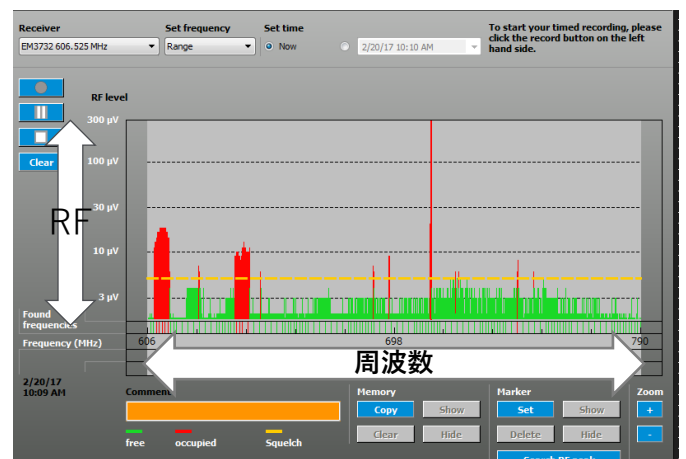 Receiver
Set frequency
Set time
To start your timed recording, please
click the record button on the left
hand side.
EM3732 606.525 MHz
Range
Now
2/20/17 10:10 AM
RF level
300 µV
Clear
100 µV
RF
30 µV
10 µV
3 µV
Found
frequencies
Frequency (MHz)
606
698
790
周波数
2/20/17
10:09 AM
Comment
Memory
Marker
Zoom
Copy
Show
Set
Show
+
Clear
Hide
Delete
Hide
-
free
occupied
Squelch
Search RF peak